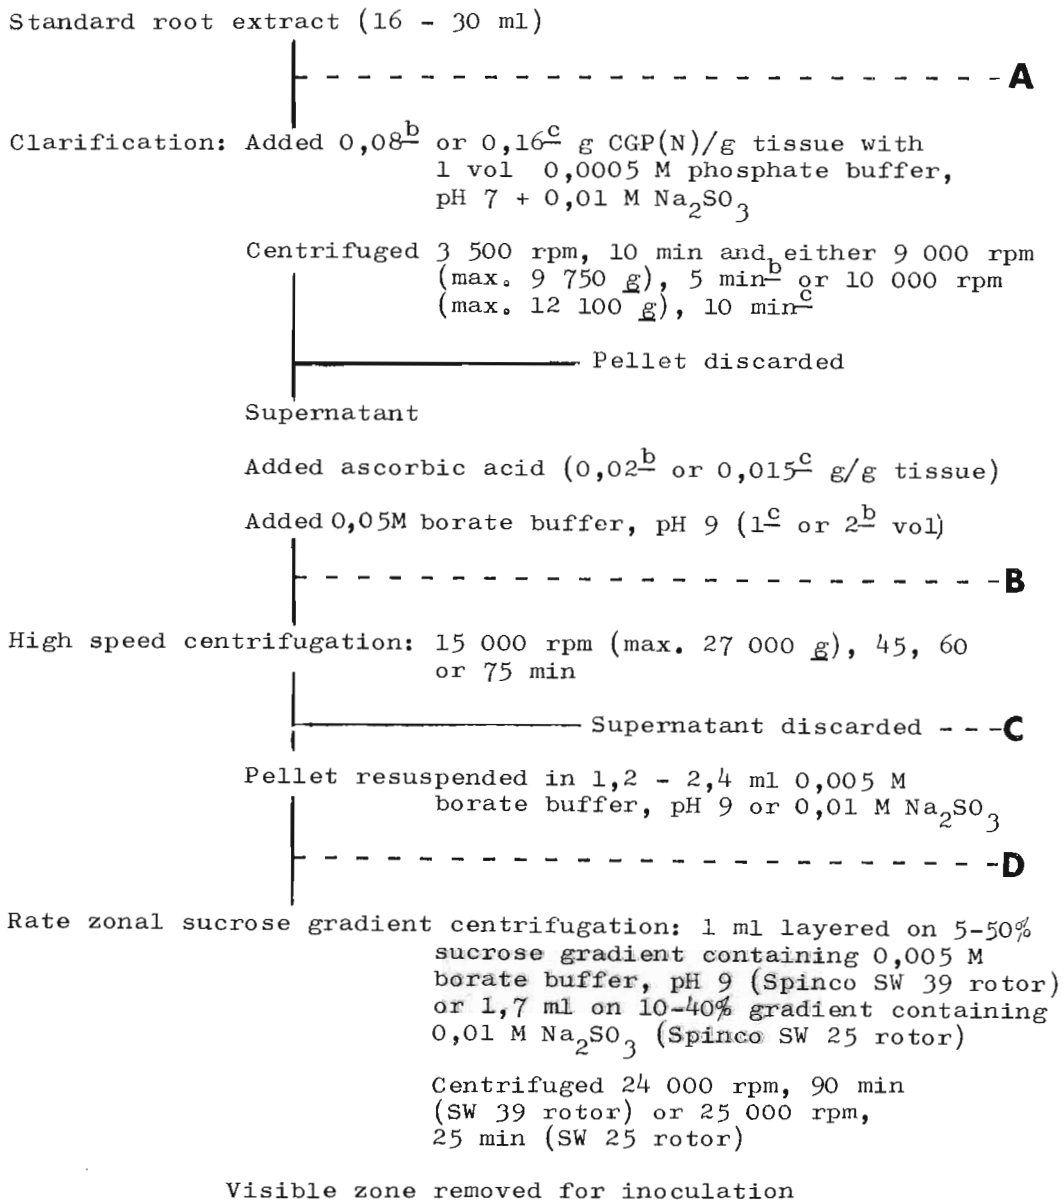 Standard root extract (16 - 30 ml)
A
Clarification: Added 0,08b or 0,16c g CGP(N)/g tissue with
1 vol 0,0005 M phosphate buffer,
pH 7 + 0,01 M Na2SO3
Centrifuged 3 500 rpm, 10 min and either 9 000 rpm
(max. 9 750 g), 5 minb or 10 000 rpm
(max. 12 100 g), 10 minc
Pellet discarded
Supernatant
Added ascorbic acid (0,02b or 0,015c g/g tissue)
Added 0,05M borate buffer, pH 9 (1c or 2b vol)
B
High speed centrifugation: 15 000 rpm (max. 27 000 g), 45, 60
or 75 min
Supernatant discarded - - - C
Pellet resuspended in 1,2 - 2,4 ml 0,005 M
borate buffer, pH 9 or 0,01 M Na2SO3
D
Rate zonal sucrose gradient centrifugation: 1 ml layered on 5-50%
sucrose gradient containing 0,005 M
borate buffer, pH 9 (Spinco SW 39 rotor)
or 1,7 ml on 10-40% gradient containing
0,01 M Na2SO3 (Spinco SW 25 rotor)
Centrifuged 24 000 rpm, 90 min
(SW 39 rotor) or 25 000 rpm,
25 min (SW 25 rotor)
Visible zone removed for inoculation